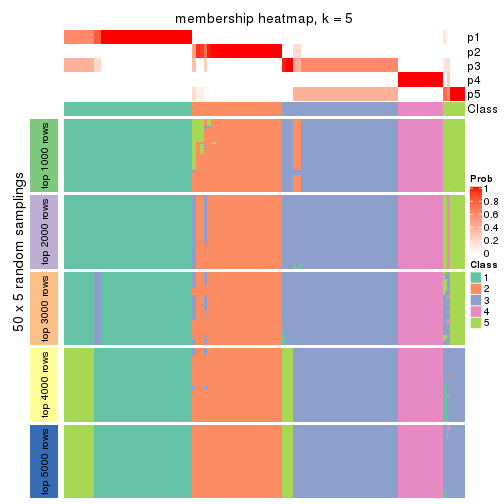 membership heatmap, k = 5
p1
p2
p3
p4
p5
Class
50 x 5 random samplings
top 1000 rows
top 2000 rows
top 3000 rows
top 4000 rows
top 5000 rows
Prob
1
0.8
0.6
0.4
0.2
0
Class
1
2
3
4
5